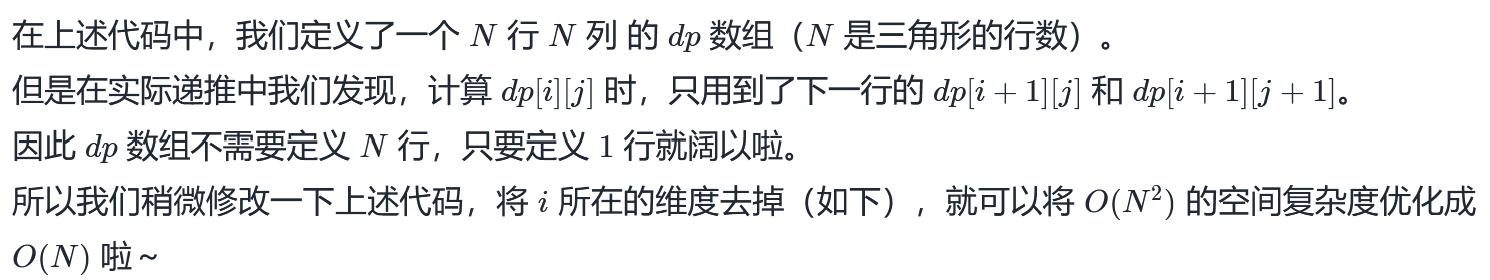 在上述代码中，我们定义了一个 N 行 N 列 的 dp 数组（N 是三角形的行数）。
但是在实际递推中我们发现，计算 dp[i][j] 时，只用到了下一行的 dp[i + 1][j] 和 dp[i + 1][j + 1]。
因此 dp 数组不需要定义 N 行，只要定义 1 行就阔以啦。
所以我们稍微修改一下上述代码，将 i 所在的维度去掉（如下），就可以将 O(N²) 的空间复杂度优化成
O(N) 啦~